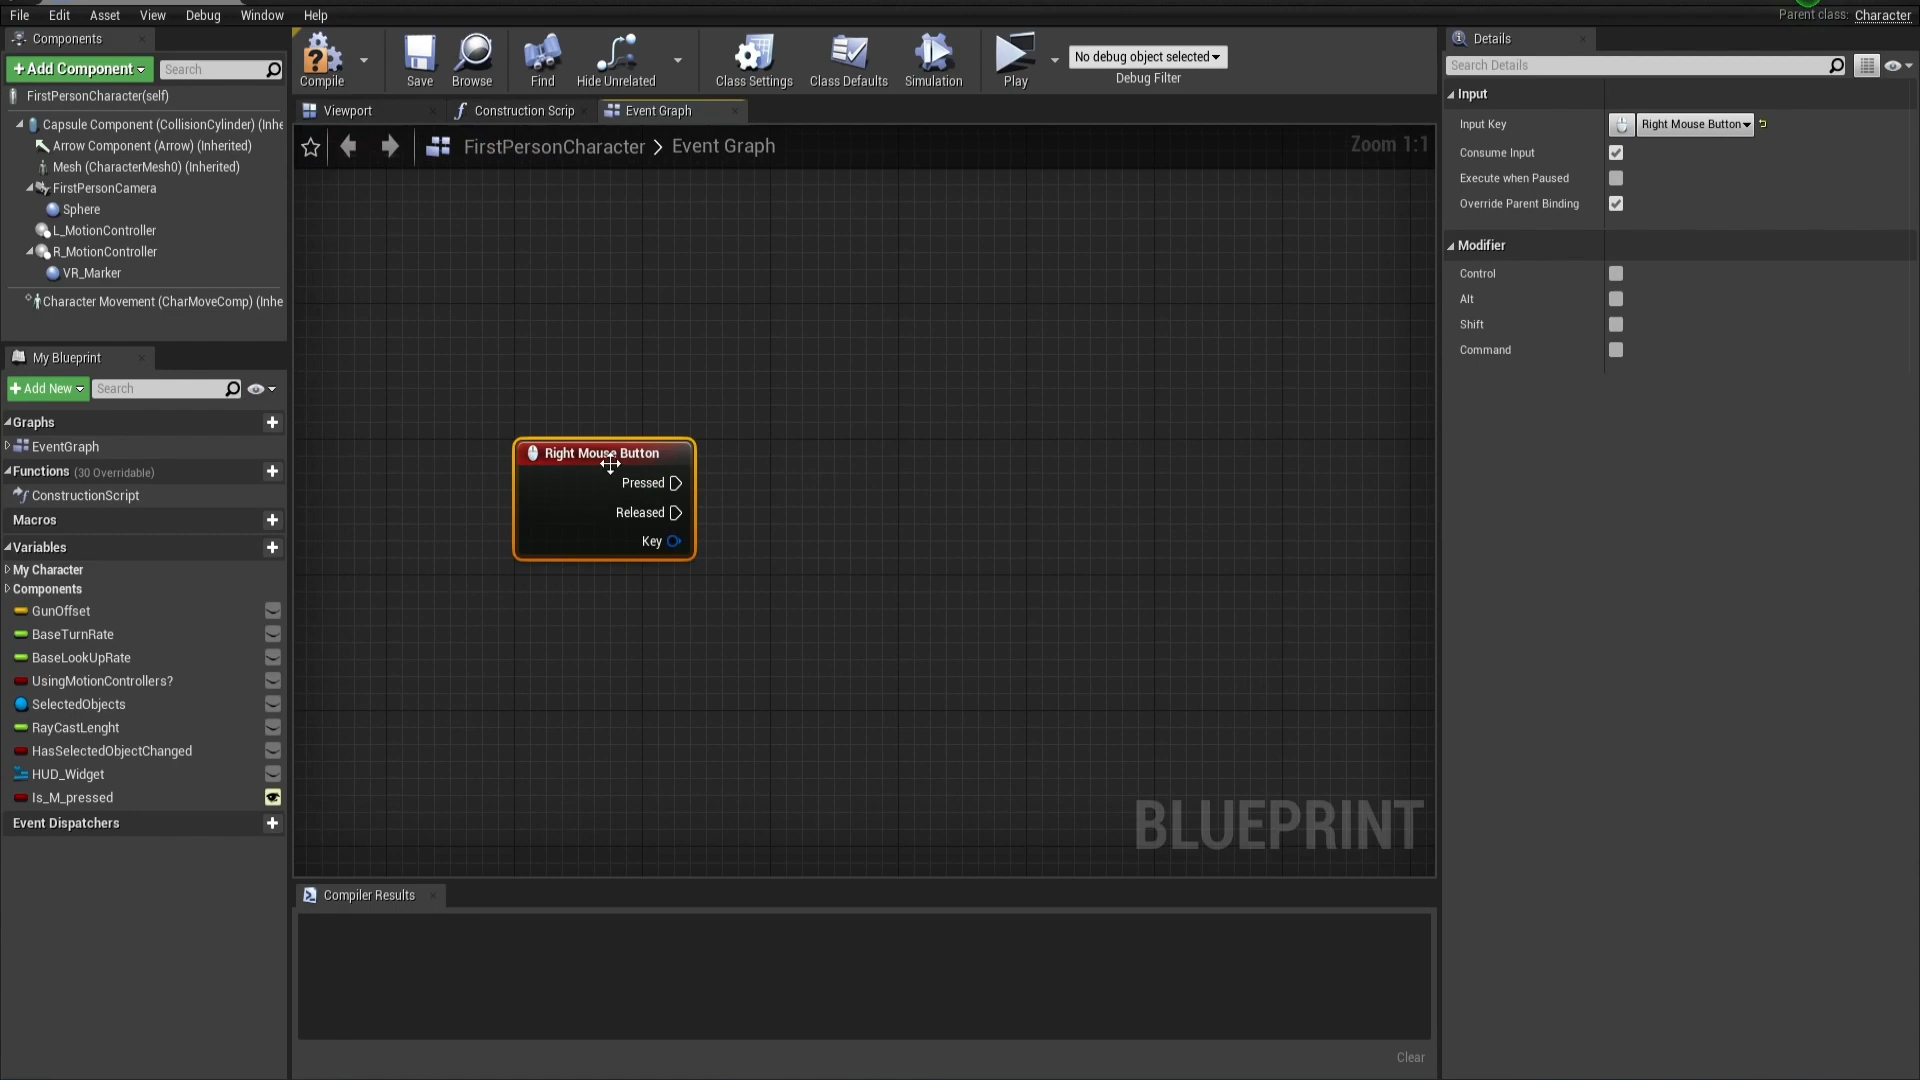 File Edit Asset View Debug Window Help
Parent class: Character
Components
+Add Component Search
FirstPersonCharacter(self)
Capsule Component (CollisionCylinder) (Inhe
Arrow Component (Arrow) (Inherited)
Mesh (CharacterMesh0) (Inherited)
FirstPersonCamera
Sphere
L_MotionController
R_MotionController
VR_Marker
Character Movement (CharMoveComp) (Inhe
My Blueprint
+Add New Search
Graphs
EventGraph
Functions (30 Overridable)
ConstructionScript
Macros
Variables
My Character
Components
GunOffset
BaseTurnRate
BaseLookUpRate
UsingMotionControllers?
SelectedObjects
RayCastLenght
HasSelectedObjectChanged
HUD_Widget
Is_M_pressed
Event Dispatchers
Compile Save Browse Find Hide Unrelated Class Settings Class Defaults Simulation Play
No debug object selected
Debug Filter
Viewport Construction Scrip Event Graph
FirstPersonCharacter > Event Graph
Zoom 1:1
Right Mouse Button
Pressed
Released
Key
BLUEPRINT
Compiler Results
Clear
Details
Search Details
Input
Input Key Right Mouse Button
Consume Input
Execute when Paused
Override Parent Binding
Modifier
Control
Alt
Shift
Command